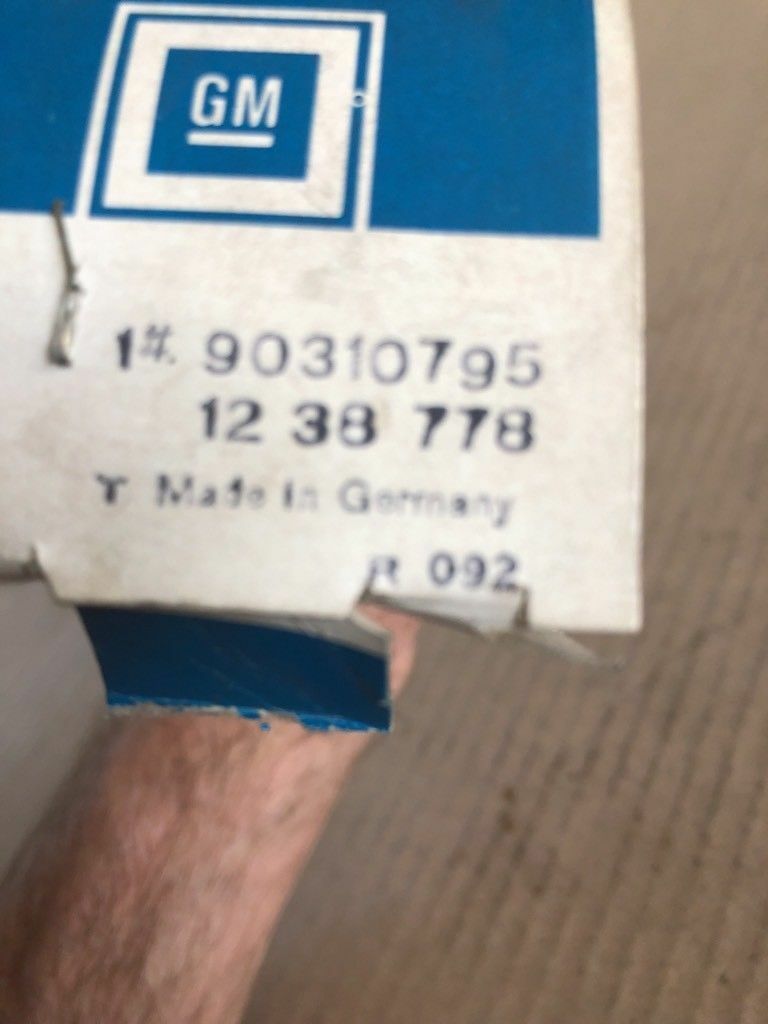 GM
1#. 90310795
12 38 778
Made in Germany
R 092